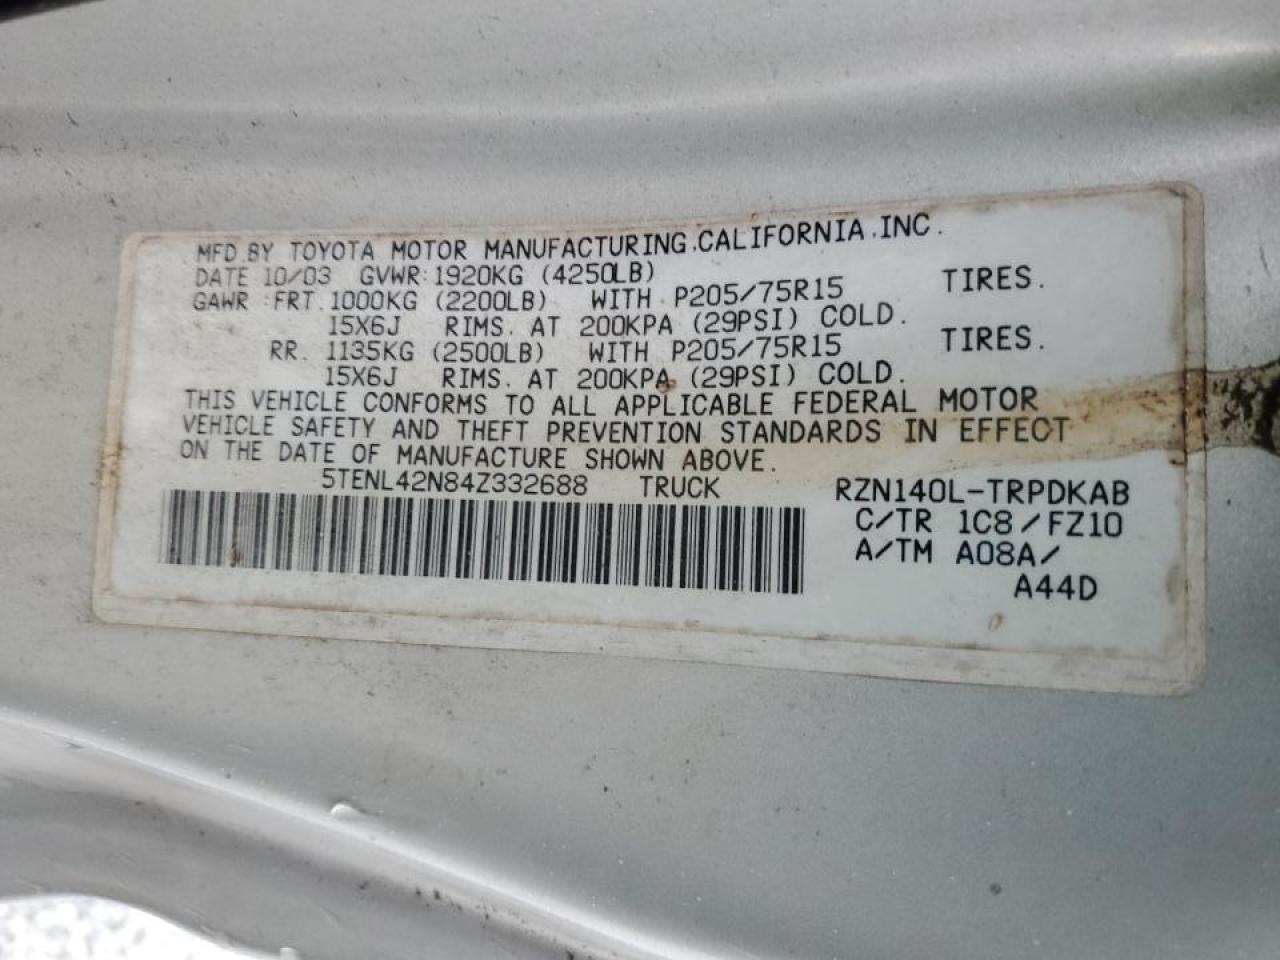 MFD.BY TOYOTA MOTOR MANUFACTURING.CALIFORNIA.INC.
DATE 10/03 GVWR:1920KG (4250LB)
GAWR :FRT.1000KG (2200LB) WITH P205/75R15 TIRES.
15X6J RIMS. AT 200KPA (29PSI) COLD.
RR. 1135KG (2500LB) WITH P205/75R15 TIRES.
15X6J RIMS. AT 200KPA (29PSI) COLD.
THIS VEHICLE CONFORMS TO ALL APPLICABLE FEDERAL MOTOR
VEHICLE SAFETY AND THEFT PREVENTION STANDARDS IN EFFECT
ON THE DATE OF MANUFACTURE SHOWN ABOVE.
5TENL42N84Z332688 TRUCK RZN140L-TRPDKAB
C/TR 1C8/FZ10
A/TM A08A/
A44D